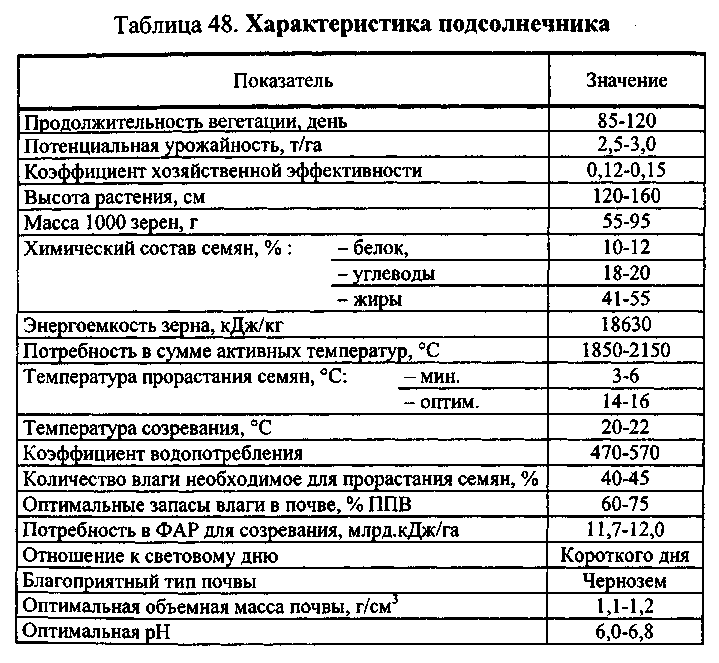 Таблица 48. Характеристика подсолнечника
Показатель Значение
Продолжительность вегетации, день 85-120
Потенциальная урожайность, т/га 2,5-3,0
Коэффициент хозяйственной эффективности 0,12-0,15
Высота растения, см 120-160
Масса 1000 зерен, г 55-95
Химический состав семян, % : – белок, 10-12
– углеводы 18-20
– жиры 41-55
Энергоемкость зерна, кДж/кг 18630
Потребность в сумме активных температур, °С 1850-2150
Температура прорастания семян, °С: – мин. 3-6
– оптим. 14-16
Температура созревания, °С 20-22
Коэффициент водопотребления 470-570
Количество влаги необходимое для прорастания семян, % 40-45
Оптимальные запасы влаги в почве, % ППВ 60-75
Потребность в ФАР для созревания, млрд.кДж/га 11,7-12,0
Отношение к световому дню Короткого дня
Благоприятный тип почвы Чернозем
Оптимальная объемная масса почвы, г/см³ 1,1-1,2
Оптимальная рН 6,0-6,8